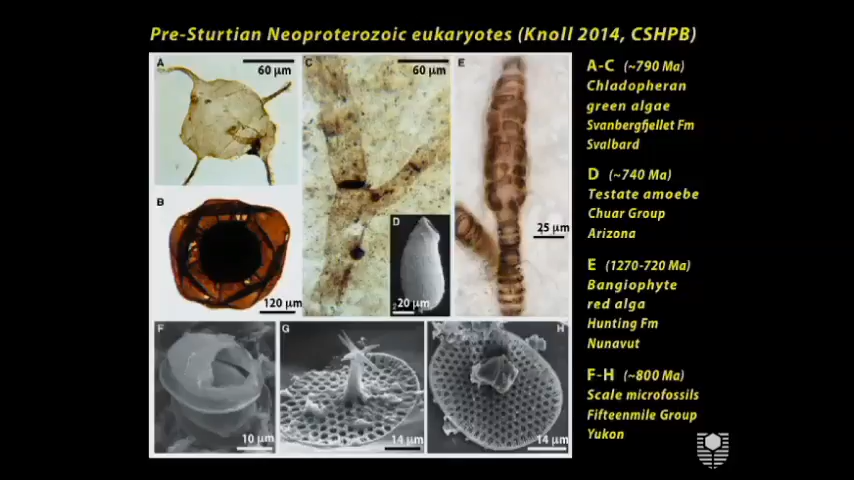 Pre-Sturtian Neoproterozoic eukaryotes (Knoll 2014, CSHPB)
A
60 μm
B
120 μm
C
60 μm
D
20 μm
E
25 μm
F
10 μm
G
14 μm
H
14 μm
A-C (~790 Ma)
Chladopheran
green algae
Svanbergfjellet Fm
Svalbard
D (~740 Ma)
Testate amoebe
Chuar Group
Arizona
E (1270-720 Ma)
Bangiophyte
red alga
Hunting Fm
Nunavut
F-H (~800 Ma)
Scale microfossils
Fifteenmile Group
Yukon